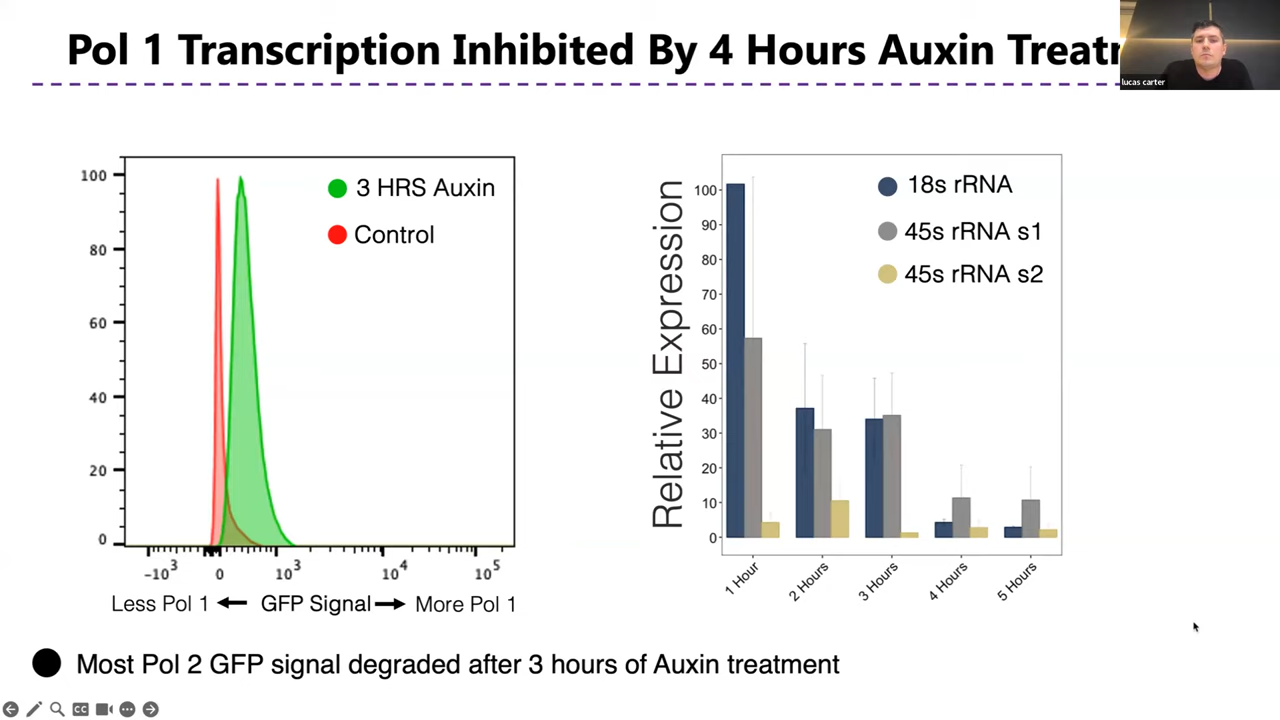 Pol 1 Transcription Inhibited By 4 Hours Auxin Treatr
lucas carter
100
80
60
40
20
0
3 HRS Auxin
Control
-10³ 0 10³ 10⁴ 10⁵
Less Pol 1 GFP Signal More Pol 1
Relative Expression
100
90
80
70
60
50
40
30
20
10
0
18s rRNA
45s rRNA s1
45s rRNA s2
1 Hour
2 Hours
3 Hours
4 Hours
5 Hours
Most Pol 2 GFP signal degraded after 3 hours of Auxin treatment
CC